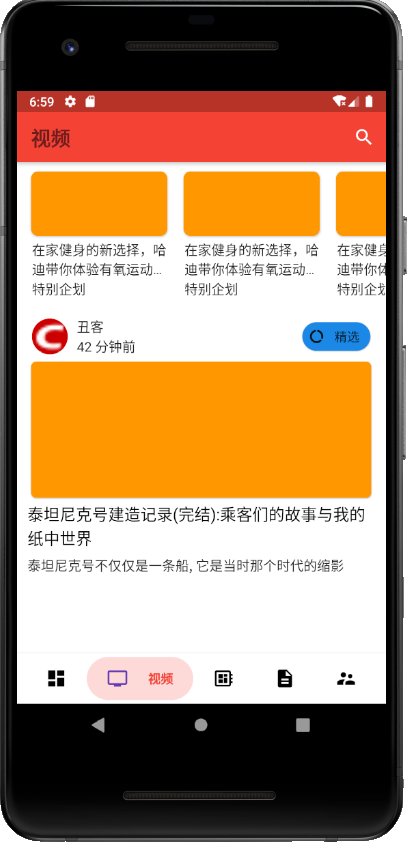 6:59
视频
在家健身的新选择，哈
迪带你体验有氧运动...
特别企划
在家健身的新选择，哈
迪带你体验有氧运动...
特别企划
在家健
迪带你体
特别企划
丑客
42 分钟前
精选
泰坦尼克号建造记录(完结):乘客们的故事与我的
纸中世界
泰坦尼克号不仅仅是一条船, 它是当时那个时代的缩影
视频